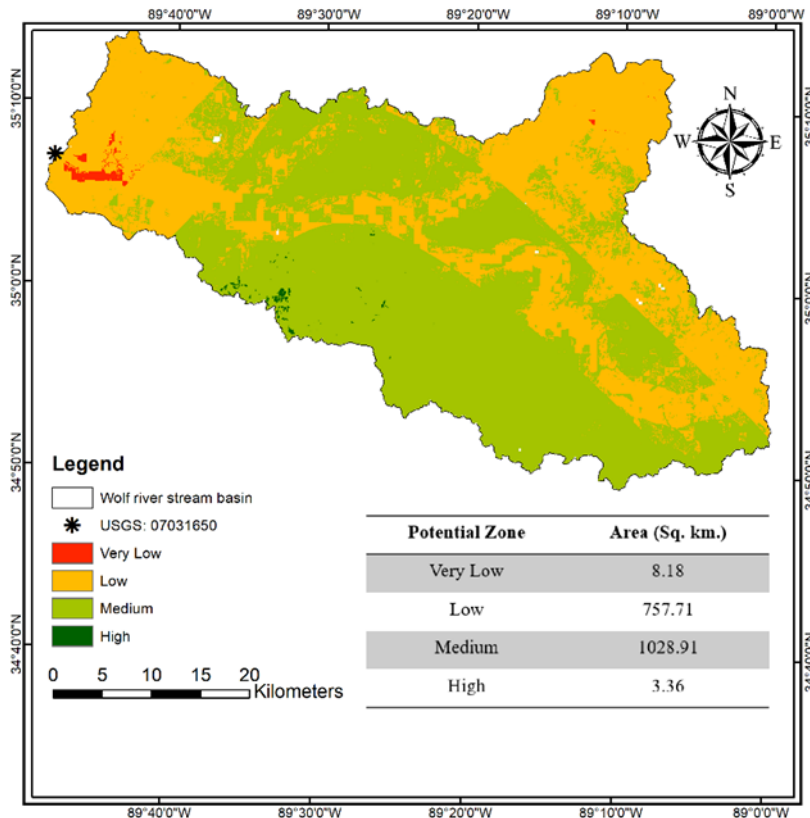 89°40'0"W 89°30'0"W 89°20'0"W 89°10'0"W 89°0'0"W
35°10'0"N
35°10'0"N
N
W E
S
35°0'0"N
35°0'0"N
34°50'0"N
34°50'0"N
Legend
Wolf river stream basin
USGS: 07031650
Very Low
Low
Medium
High
0 5 10 15 20
Kilometers
Potential Zone Area (Sq. km.)
Very Low 8.18
Low 757.71
Medium 1028.91
High 3.36
34°40'0"N
34°40'0"N
89°40'0"W 89°30'0"W 89°20'0"W 89°10'0"W 89°0'0"W